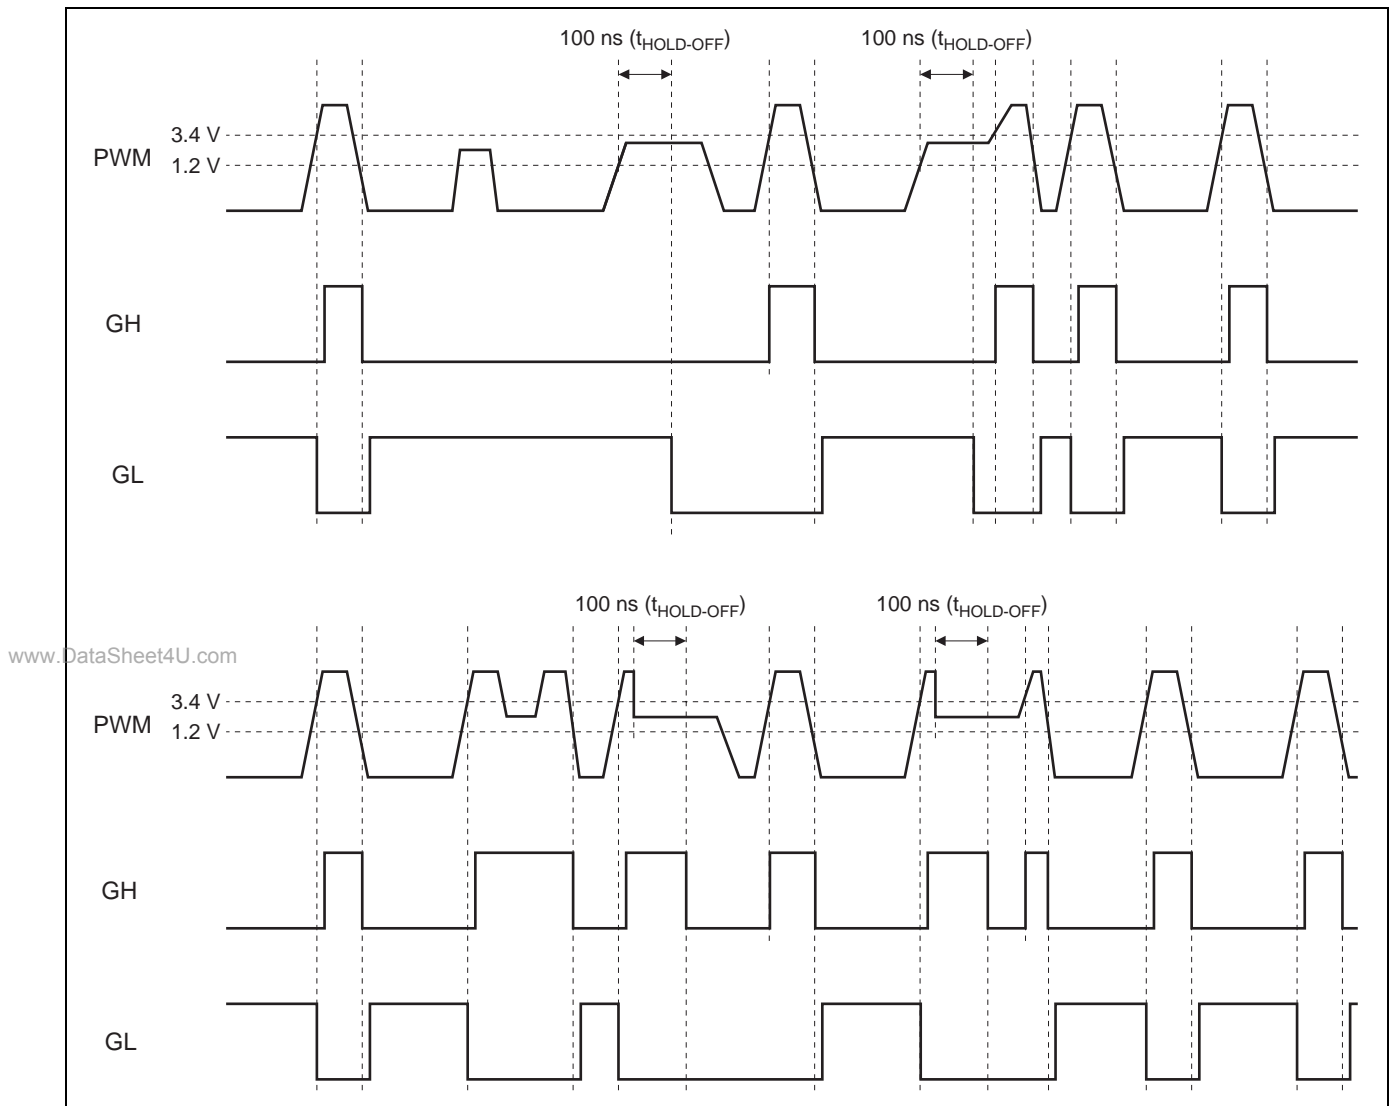 100 ns (tHOLD-OFF) 100 ns (tHOLD-OFF)
3.4 V
PWM
1.2 V
GH
GL
100 ns (tHOLD-OFF) 100 ns (tHOLD-OFF)
www.DataSheet4U.com
3.4 V
PWM
1.2 V
GH
GL